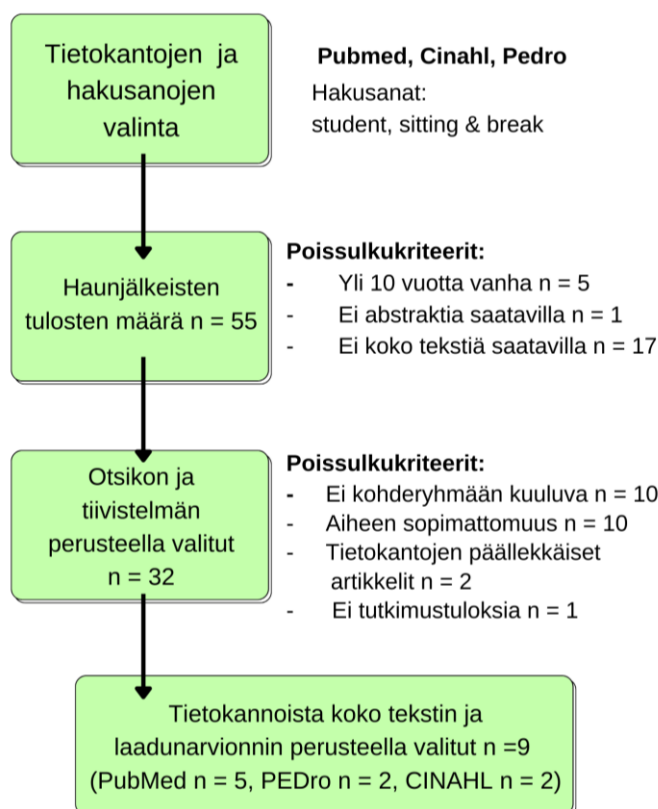 Tietokantojen ja
hakusanojen
valinta
Pubmed, Cinahl, Pedro
Hakusanat:
student, sitting & break
Haunjälkeisten
tulosten määrä n = 55
Poissulkukriteerit:
- Yli 10 vuotta vanha n = 5
- Ei abstraktia saatavilla n = 1
- Ei koko tekstiä saatavilla n = 17
Otsikon ja
tiivistelmän
perusteella valitut
n = 32
Poissulkukriteerit:
- Ei kohderyhmään kuuluva n = 10
- Aiheen sopimattomuus n = 10
- Tietokantojen päällekkäiset
artikkelit n = 2
- Ei tutkimustuloksia n = 1
Tietokannoista koko tekstin ja
laadunarvionnin perusteella valitut n =9
(PubMed n = 5, PEDro n = 2, CINAHL n = 2)